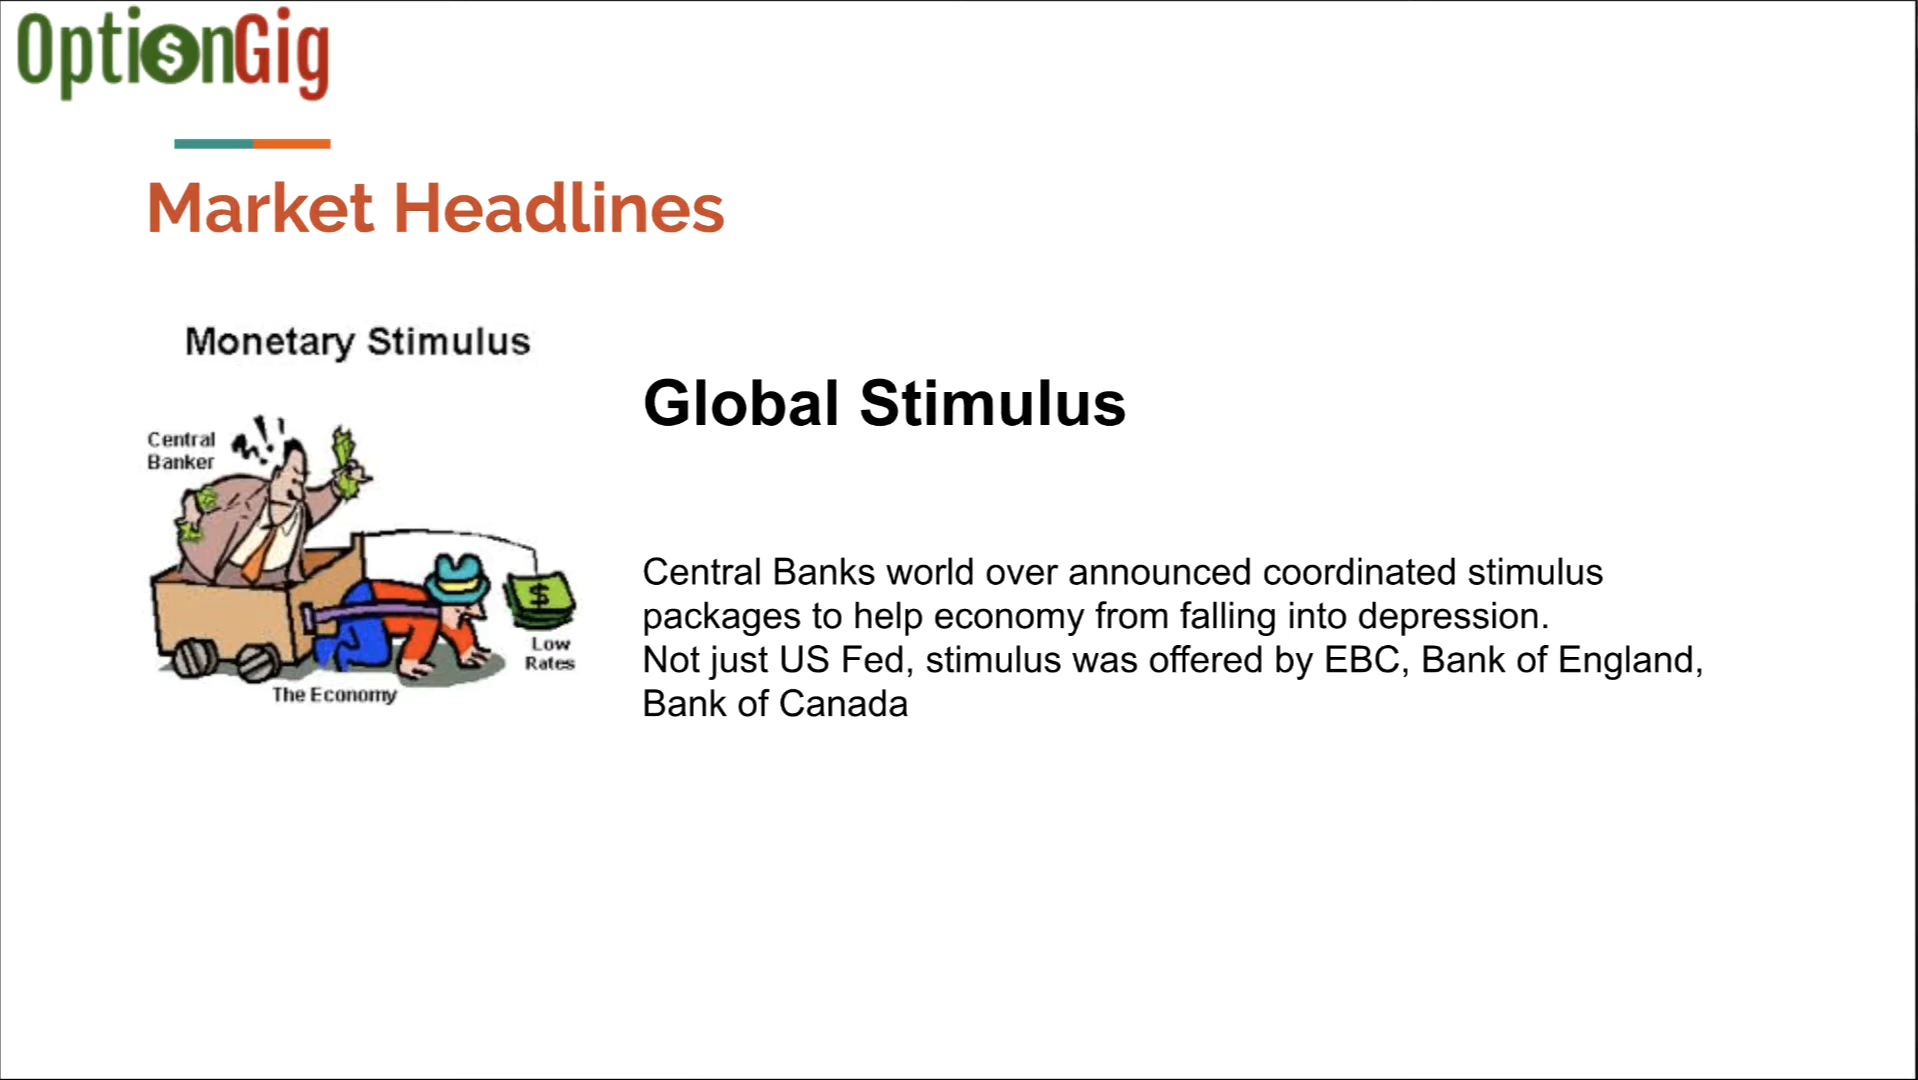 OptionGig
Market Headlines
Monetary Stimulus
Central
Banker
$
Low
Rates
The Economy
Global Stimulus
Central Banks world over announced coordinated stimulus
packages to help economy from falling into depression.
Not just US Fed, stimulus was offered by EBC, Bank of England,
Bank of Canada